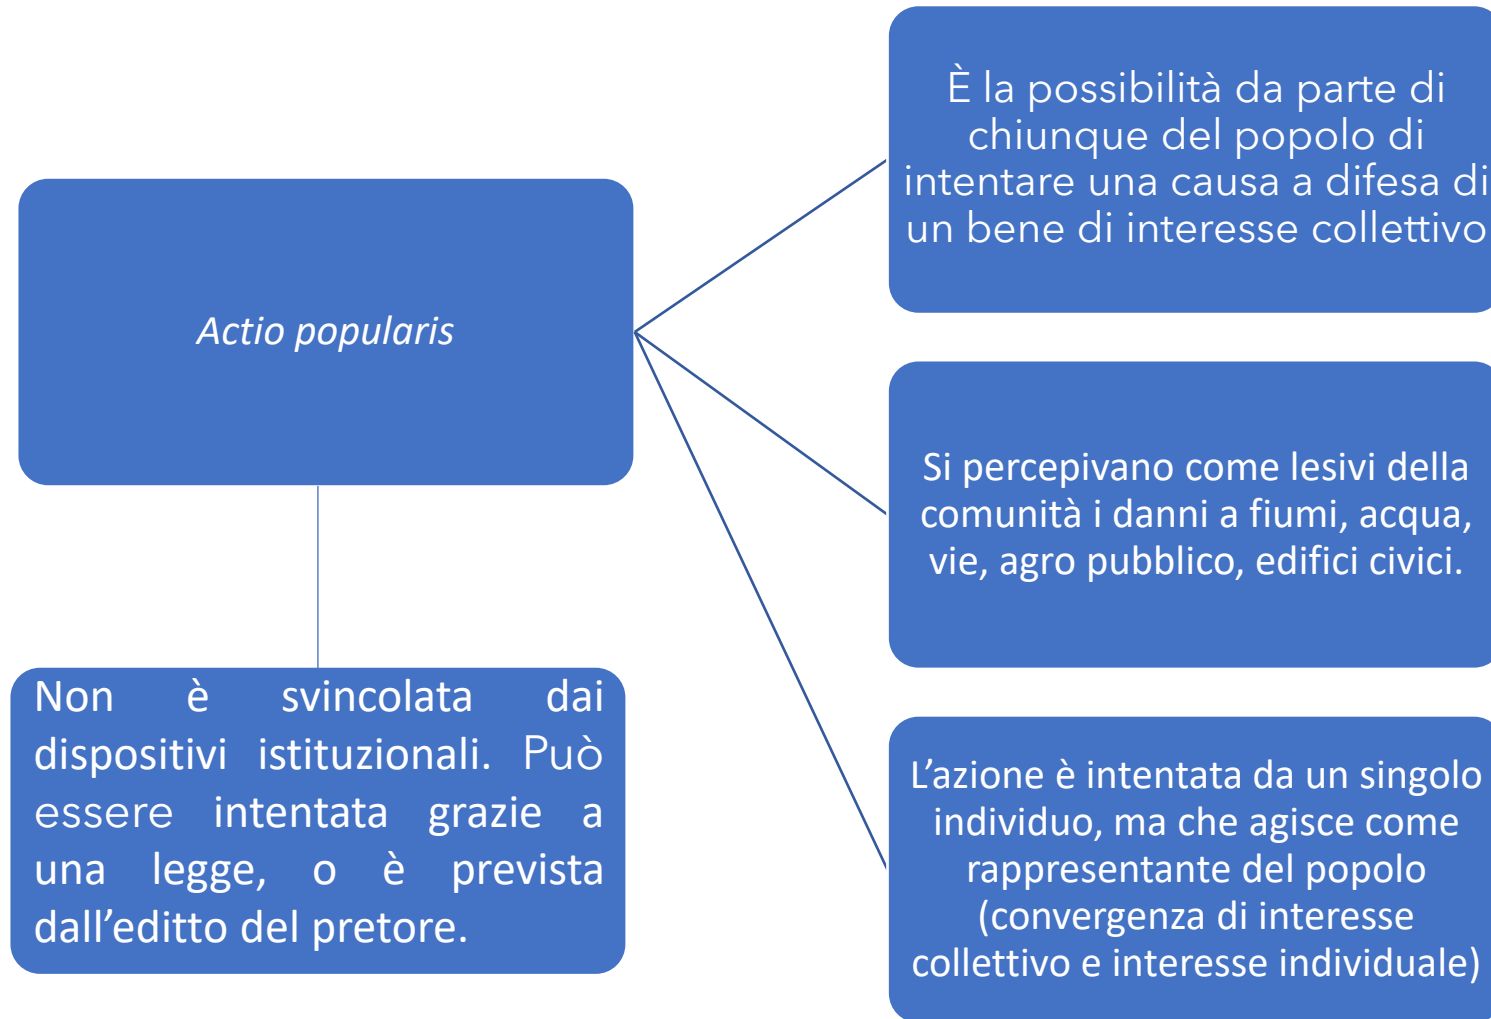 Actio popularis
È la possibilità da parte di
chiunque del popolo di
intentare una causa a difesa di
un bene di interesse collettivo
Si percepivano come lesivi della
comunità i danni a fiumi, acqua,
vie, agro pubblico, edifici civici.
L’azione è intentata da un singolo
individuo, ma che agisce come
rappresentante del popolo
(convergenza di interesse
collettivo e interesse individuale)
Non è svincolata dai
dispositivi istituzionali. Può
essere intentata grazie a
una legge, o è prevista
dall’editto del pretore.